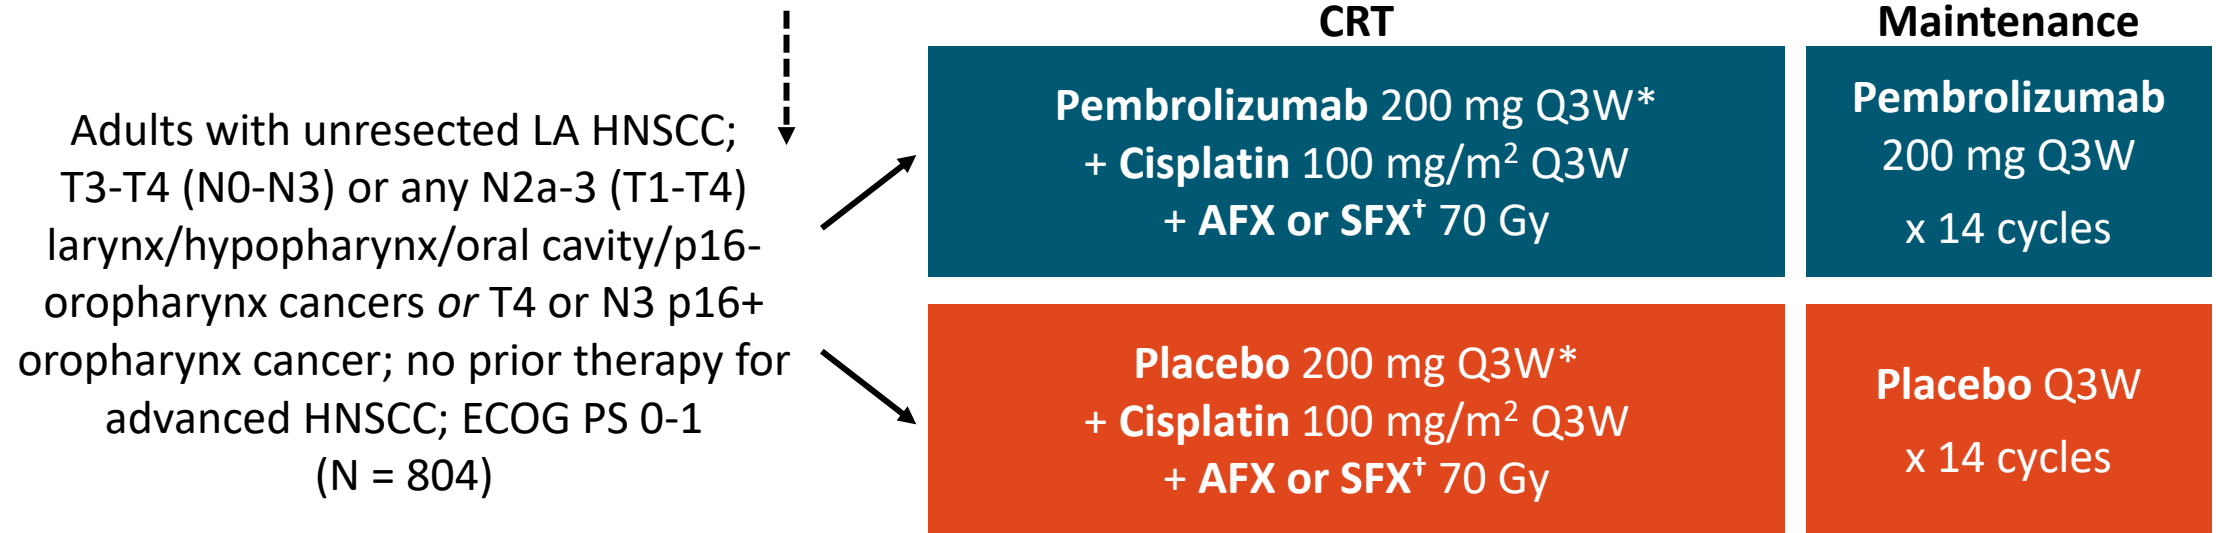 Adults with unresected LA HNSCC;
T3-T4 (N0-N3) or any N2a-3 (T1-T4)
larynx/hypopharynx/oral cavity/p16-
oropharynx cancers or T4 or N3 p16+
oropharynx cancer; no prior therapy for
advanced HNSCC; ECOG PS 0-1
(N = 804)
CRT
Pembrolizumab 200 mg Q3W*
+ Cisplatin 100 mg/m² Q3W
+ AFX or SFX† 70 Gy
Maintenance
Pembrolizumab
200 mg Q3W
x 14 cycles
Placebo 200 mg Q3W*
+ Cisplatin 100 mg/m² Q3W
+ AFX or SFX† 70 Gy
Placebo Q3W
x 14 cycles